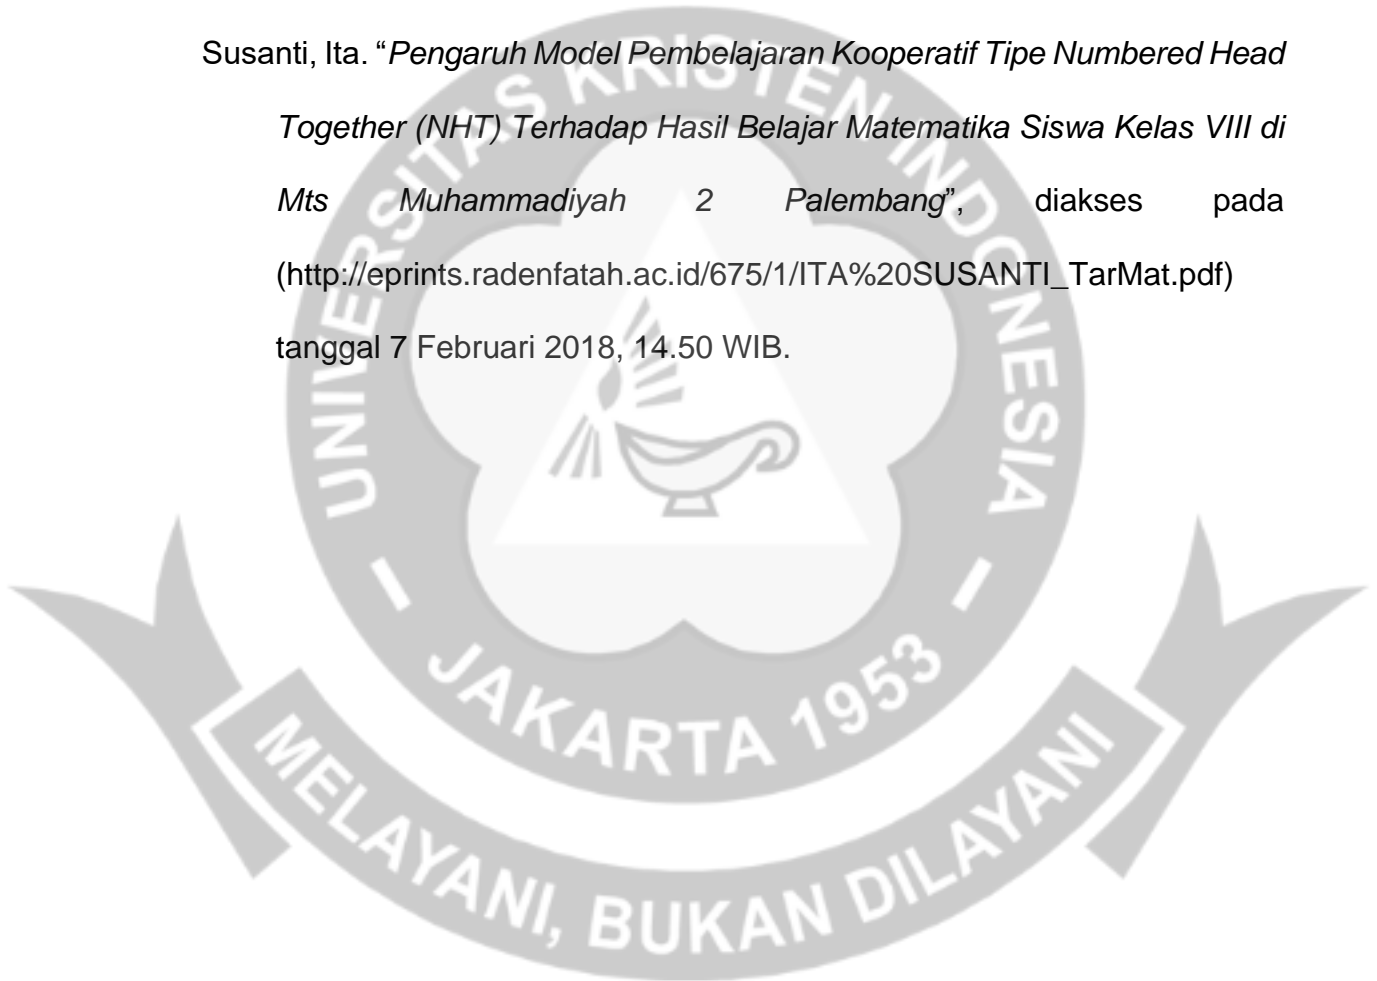 Susanti, Ita. “Pengaruh Model Pembelajaran Kooperatif Tipe Numbered Head
Together (NHT) Terhadap Hasil Belajar Matematika Siswa Kelas VIII di
Mts Muhammadiyah 2 Palembang”, diakses pada
(http://eprints.radenfatah.ac.id/675/1/ITA%20SUSANTI_TarMat.pdf)
tanggal 7 Februari 2018, 14.50 WIB.
UNIVERSITAS KRISTEN INDONESIA
JAKARTA 1953
MELAYANI, BUKAN DILAYANI